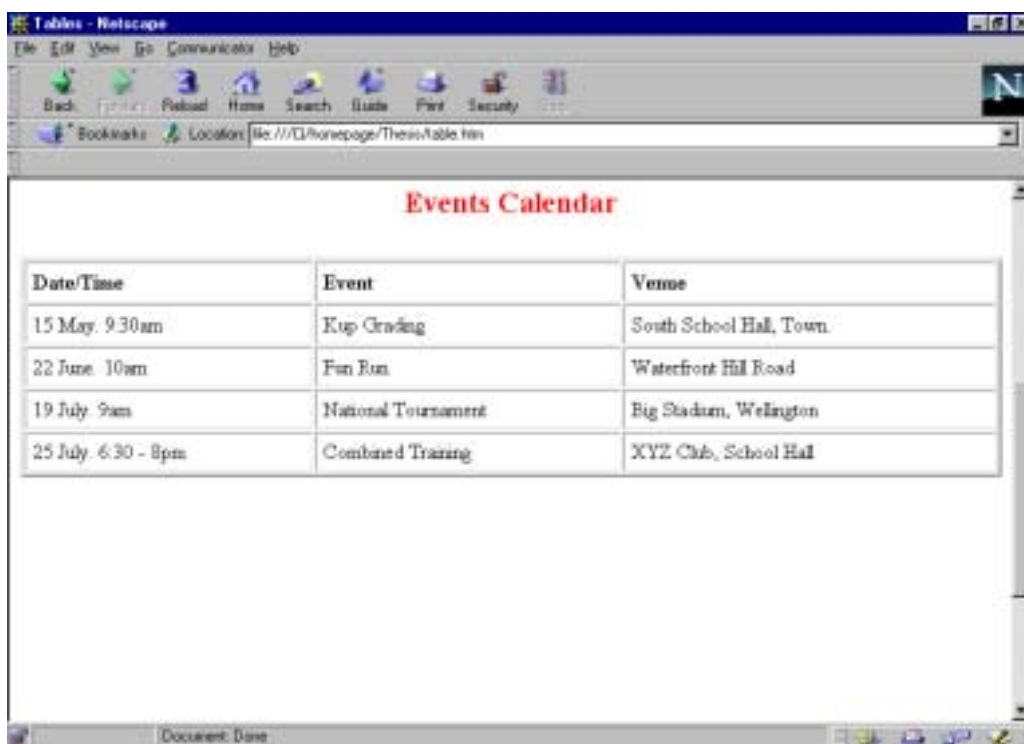 Tables - Netscape
File Edit View Go Communicator Help
Back Forward Reload Home Search Guide Print Security
Bookmarks Location: file:///C|/homepage/Thesis/table.htm
Events Calendar
Date/Time Event Venue
15 May. 9.30am Kup Grading South School Hall, Town.
22 June. 10am Fun Run Waterfront Hill Road
19 July. 9am National Tournament Big Stadium, Wellington
25 July. 6:30 - 8pm Combined Training XYZ Club, School Hall
Document: Done